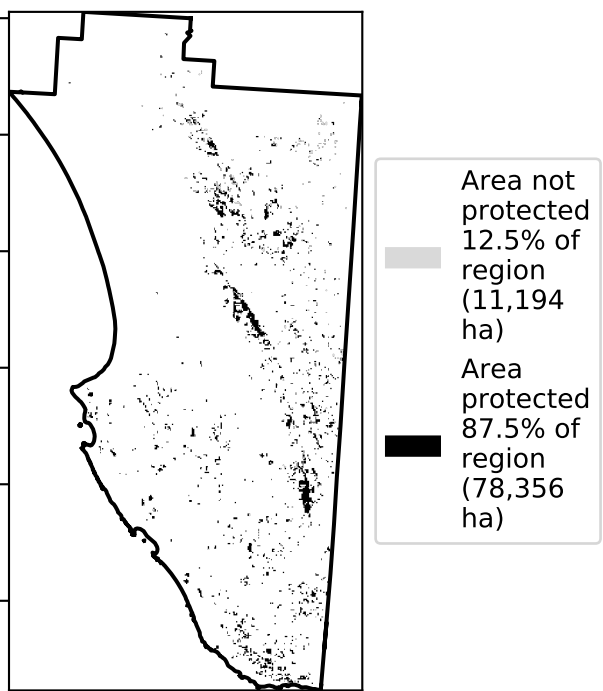 Area not
protected
12.5% of
region
(11,194
ha)
Area
protected
87.5% of
region
(78,356
ha)